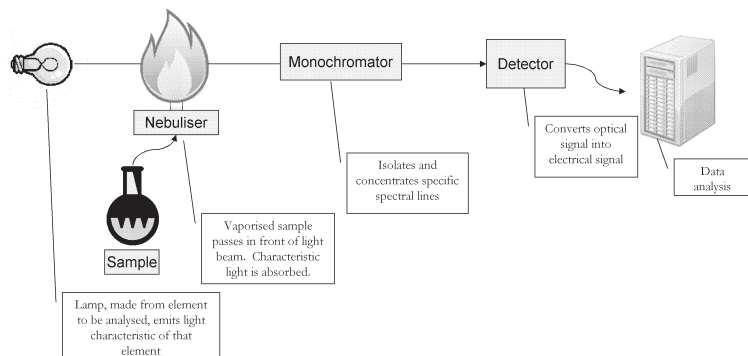 Monochromator
Detector
Nebuliser
Sample
Converts optical
signal into
electrical signal
Data
analysis
Isolates and
concentrates specific
spectral lines
Vaporised sample
passes in front of light
beam.  Characteristic
light is absorbed.
Lamp, made from element
to be analysed, emits light
characteristic of that
element